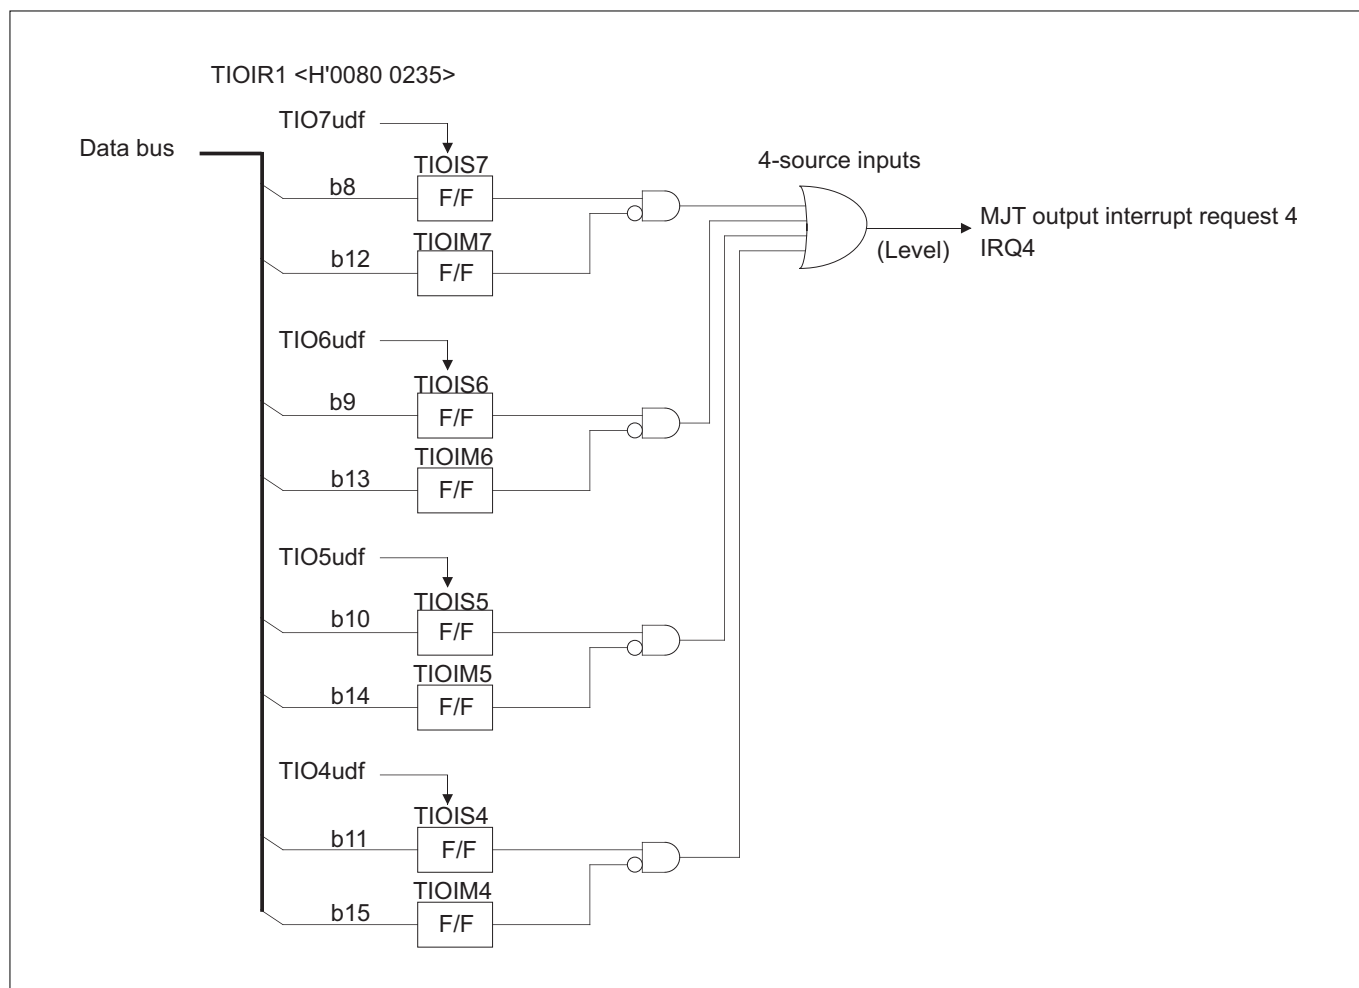 TIOIR1 <H'0080 0235>
TIO7udf
Data bus
TIOIS7
b8
F/F
4-source inputs
MJT output interrupt request 4
IRQ4
(Level)
TIOIM7
b12
F/F
TIO6udf
TIOIS6
b9
F/F
TIOIM6
b13
F/F
TIO5udf
TIOIS5
b10
F/F
TIOIM5
b14
F/F
TIO4udf
TIOIS4
b11
F/F
TIOIM4
b15
F/F